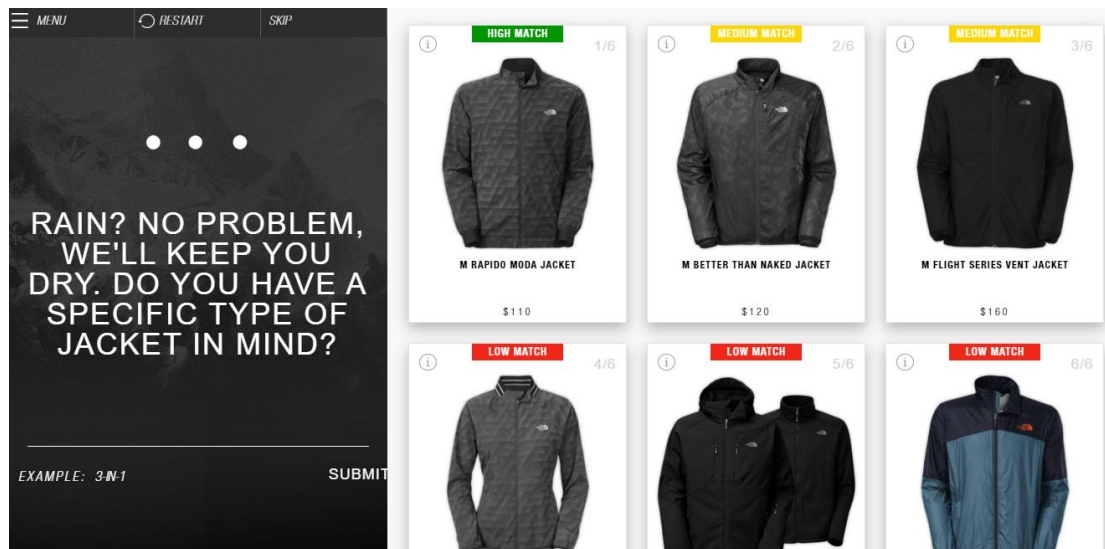 MENU
RESTART
SKIP
RAIN? NO PROBLEM,
WE'LL KEEP YOU
DRY. DO YOU HAVE A
SPECIFIC TYPE OF
JACKET IN MIND?
EXAMPLE: 3-IN-1
SUBMIT
HIGH MATCH
1/6
M RAPIDO MODA JACKET
$110
MEDIUM MATCH
2/6
M BETTER THAN NAKED JACKET
$120
MEDIUM MATCH
3/6
M FLIGHT SERIES VENT JACKET
$160
LOW MATCH
4/6
LOW MATCH
5/6
LOW MATCH
6/6